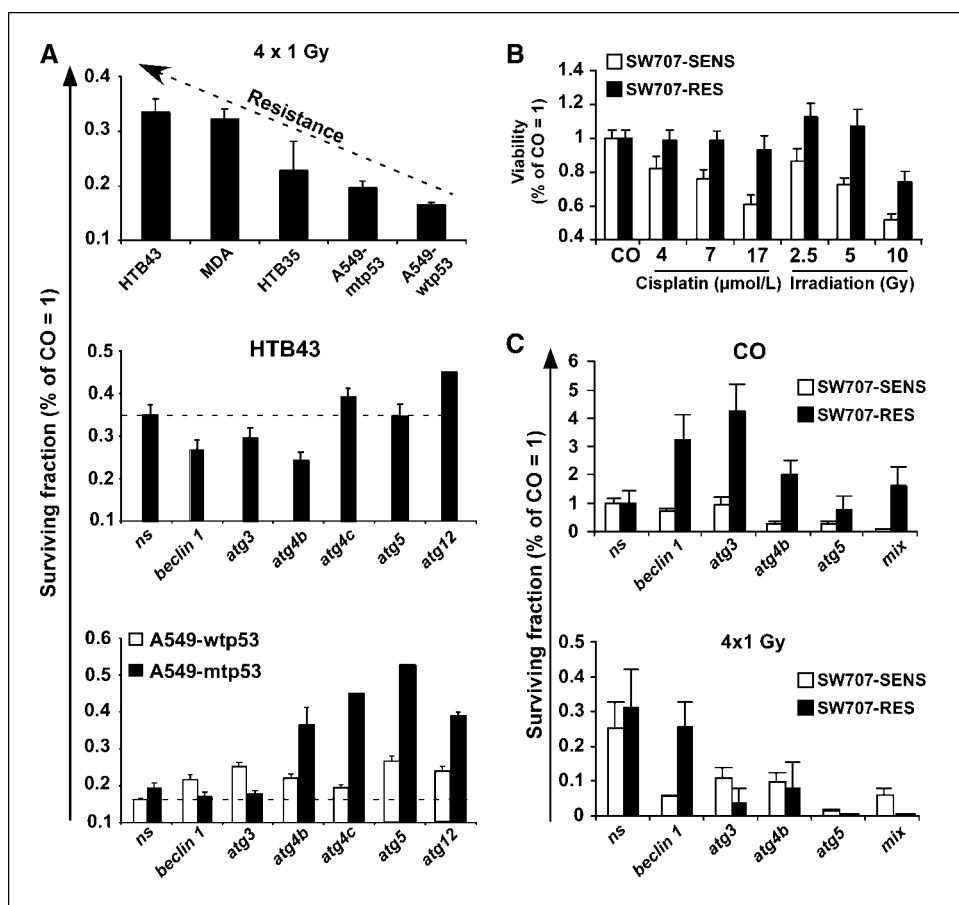 A
4 x 1 Gy
Surviving fraction (% of CO = 1)
0.4
0.3
0.2
0.1
Resistance
HTB43
MDA
HTB35
A549-
mtp53
A549-
wtp53
HTB43
0.5
0.4
0.3
0.2
0.1
ns
beclin 1
atg3
atg4b
atg4c
atg5
atg12
A549-wtp53
A549-mtp53
0.6
0.5
0.4
0.3
0.2
0.1
ns
beclin 1
atg3
atg4b
atg4c
atg5
atg12
B
SW707-SENS
SW707-RES
Viability
(% of CO = 1)
1.4
1.2
1
0.8
0.6
0.4
CO 4 7 17 2.5 5 10
Cisplatin (µmol/L) Irradiation (Gy)
C
CO
Surviving fraction (% of CO = 1)
SW707-SENS
SW707-RES
6
5
4
3
2
1
0
ns
beclin 1
atg3
atg4b
atg5
mix
4x1 Gy
SW707-SENS
SW707-RES
0.5
0.4
0.3
0.2
0.1
0
ns
beclin 1
atg3
atg4b
atg5
mix